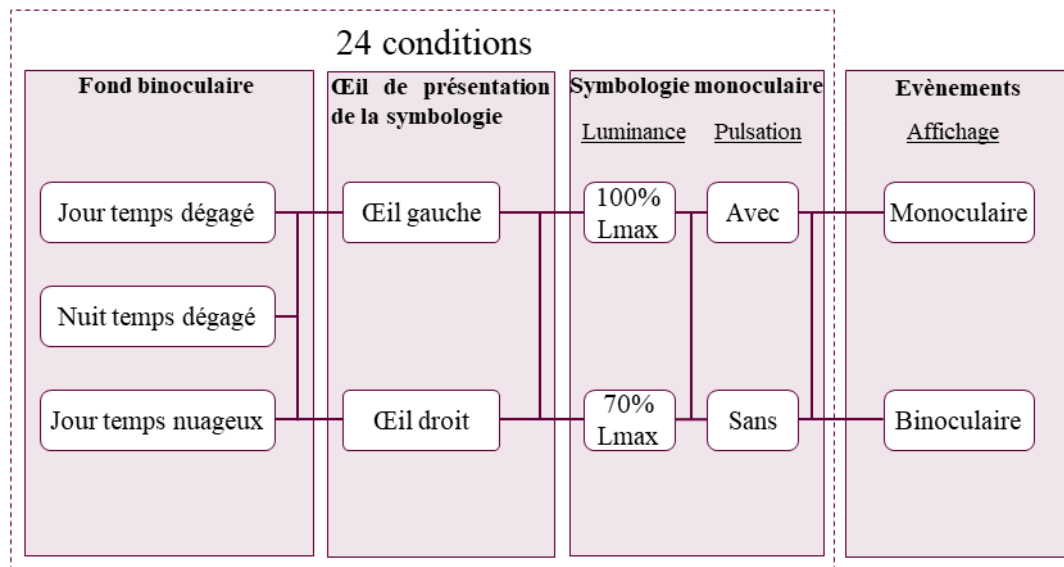 24 conditions
Fond binoculaire
Œil de présentation
de la symbologie
Symbologie monoculaire
Evènements
Luminance
Pulsation
Affichage
Jour temps dégagé
Œil gauche
100%
Lmax
Avec
Monoculaire
Nuit temps dégagé
Jour temps nuageux
Œil droit
70%
Lmax
Sans
Binoculaire